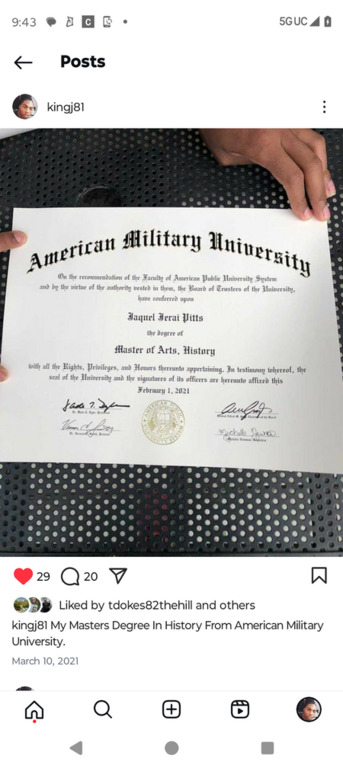 9:43
5GUC
Posts
kingj81
American Military University
On the recommendation of the Faculty of American Public University System
and by the virtue of the authority vested in them, the Board of Trustees of the University,
have conferred upon
Jaquel Jerai Pitts
the degree of
Master of Arts, History
with all the Rights, Privileges, and Honors thereunto appertaining. In testimony whereof, the
seal of the University and the signatures of its officers are hereunto affixed this
February 1, 2021
29
20
Liked by tdokes82thehill and others
kingj81 My Masters Degree In History From American Military
University.
March 10, 2021